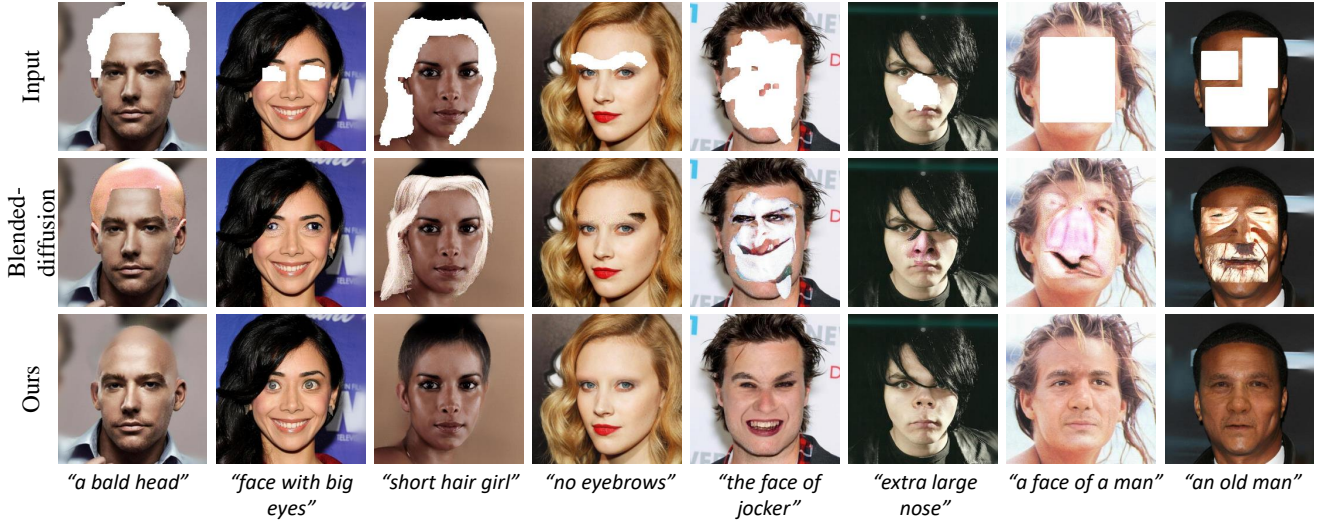 Input
Blended-
diffusion
Ours
“a bald head”
“face with big
eyes”
“short hair girl”
“no eyebrows”
“the face of
jocker”
“extra large
nose”
“a face of a man”
“an old man”